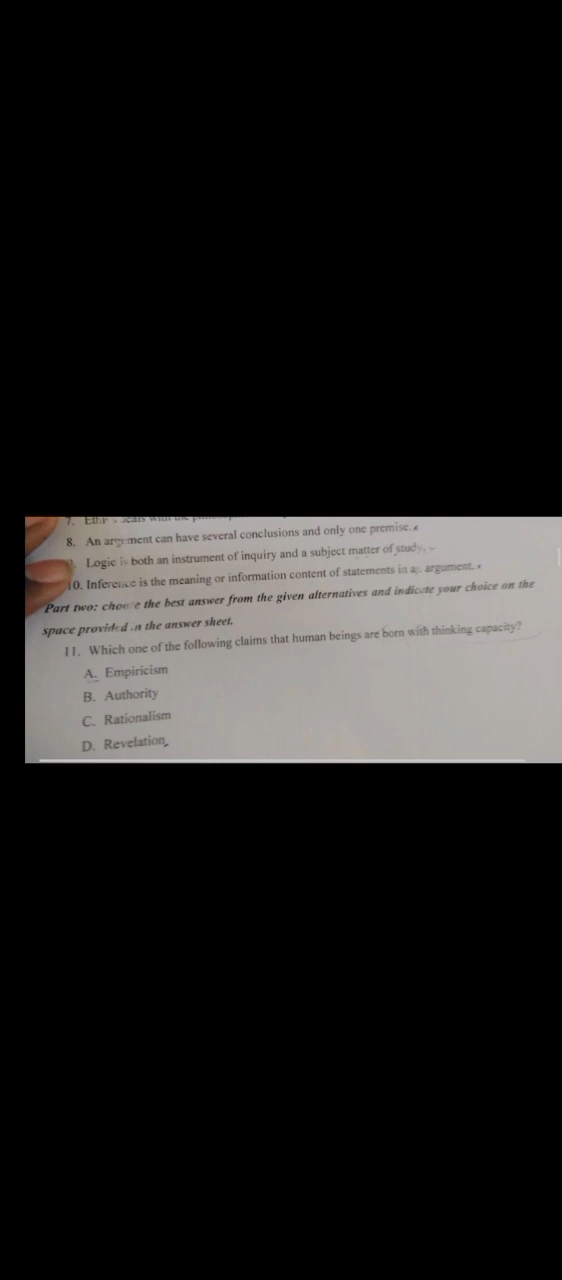 7.
8. An argument can have several conclusions and only one premise.
9. Logic is both an instrument of inquiry and a subject matter of study.
10. Inference is the meaning or information content of statements in an argument.
Part two: choose the best answer from the given alternatives and indicate your choice on the
space provided on the answer sheet.
11. Which one of the following claims that human beings are born with thinking capacity?
A. Empiricism
B. Authority
C. Rationalism
D. Revelation